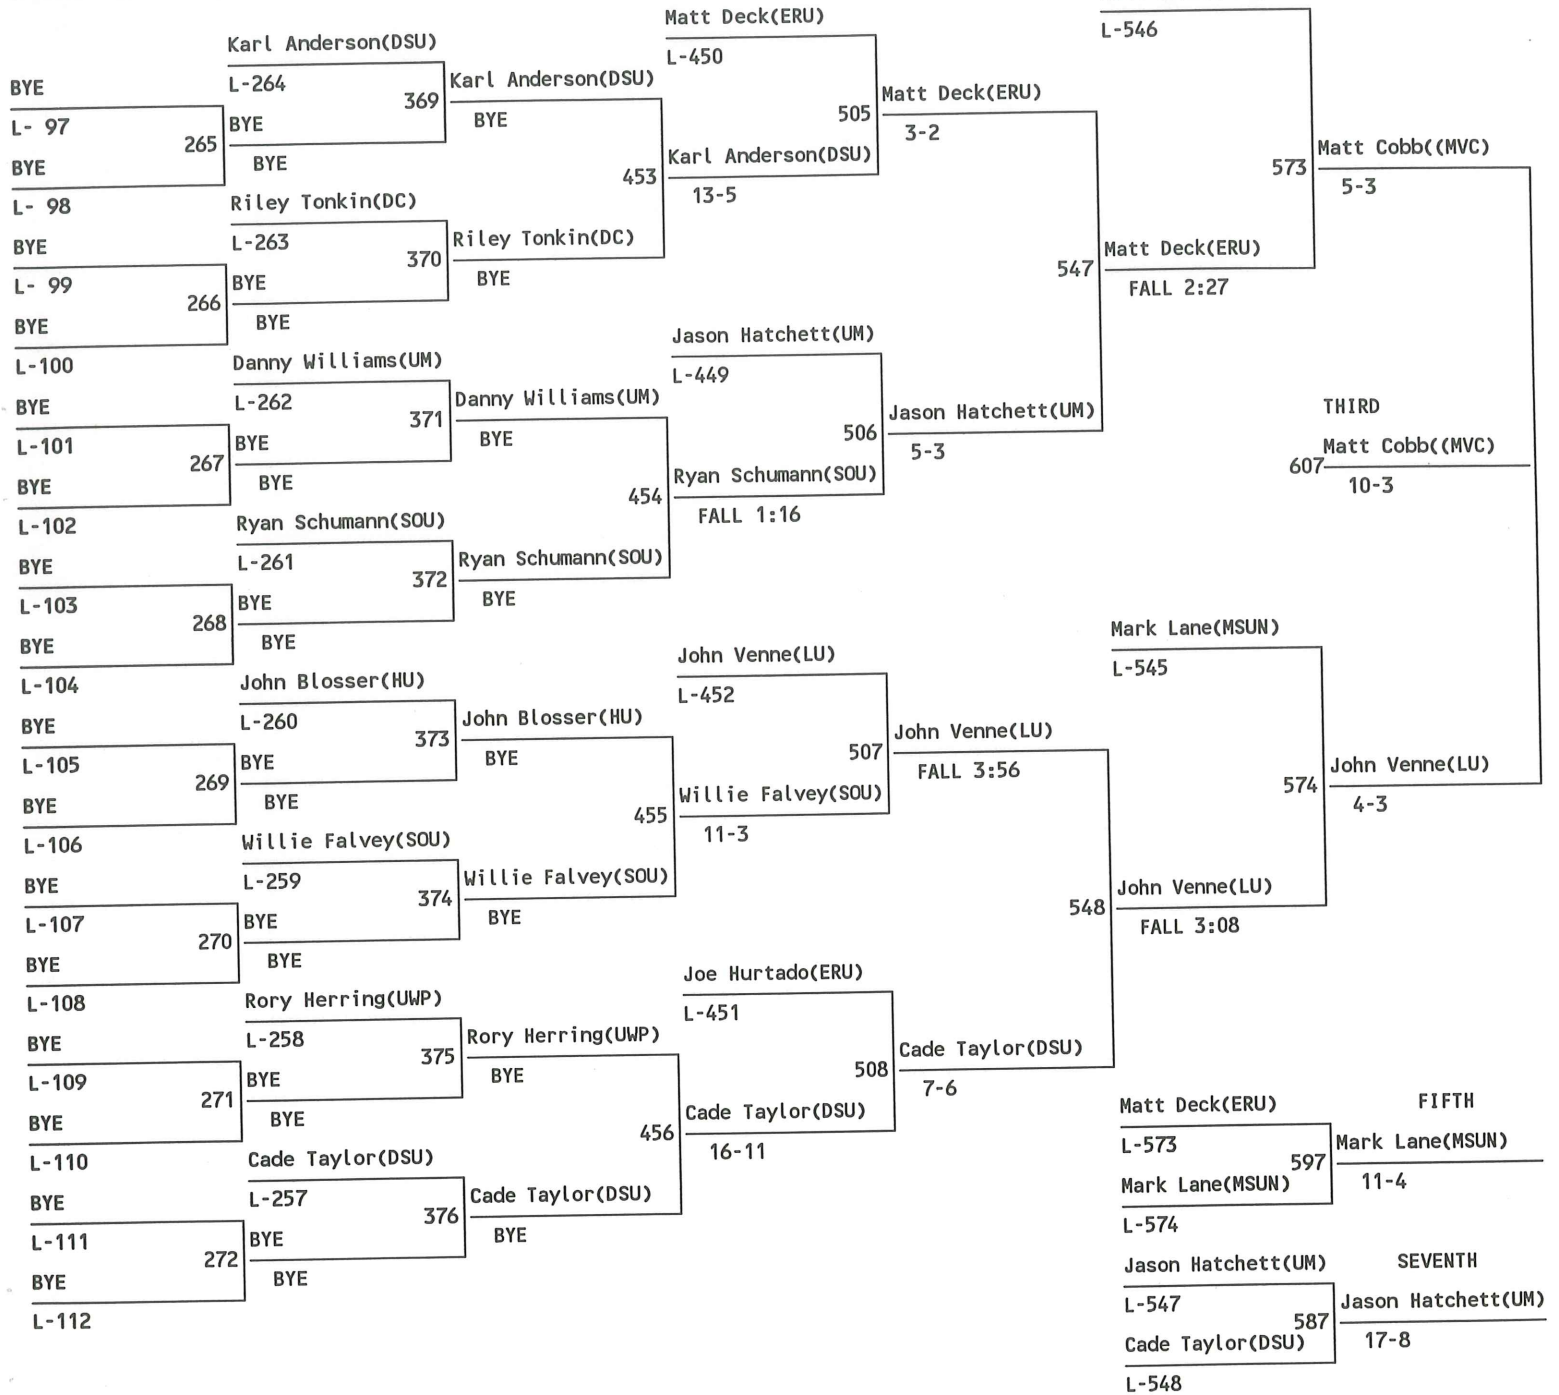 BYE
L- 97
BYE
L- 98
BYE
L- 99
BYE
L-100
BYE
L-101
BYE
L-102
BYE
L-103
BYE
L-104
BYE
L-105
BYE
L-106
BYE
L-107
BYE
L-108
BYE
L-109
BYE
L-110
BYE
L-111
BYE
L-112
265
266
267
268
269
270
271
272
Karl Anderson(DSU)
L-264
BYE
BYE
Riley Tonkin(DC)
L-263
BYE
BYE
Danny Williams(UM)
L-262
BYE
BYE
Ryan Schumann(SOU)
L-261
BYE
BYE
John Blosser(HU)
L-260
BYE
BYE
Willie Falvey(SOU)
L-259
BYE
BYE
Rory Herring(UWP)
L-258
BYE
BYE
Cade Taylor(DSU)
L-257
BYE
BYE
369
370
371
372
373
374
375
376
Karl Anderson(DSU)
BYE
Riley Tonkin(DC)
BYE
Danny Williams(UM)
BYE
Ryan Schumann(SOU)
BYE
John Blosser(HU)
BYE
Willie Falvey(SOU)
BYE
Rory Herring(UWP)
BYE
Cade Taylor(DSU)
BYE
453
454
455
456
Matt Deck(ERU)
L-450
Karl Anderson(DSU)
13-5
Jason Hatchett(UM)
L-449
Ryan Schumann(SOU)
FALL 1:16
John Venne(LU)
L-452
Willie Falvey(SOU)
11-3
Joe Hurtado(ERU)
L-451
Cade Taylor(DSU)
16-11
505
506
507
508
Matt Deck(ERU)
3-2
Jason Hatchett(UM)
5-3
John Venne(LU)
FALL 3:56
Cade Taylor(DSU)
7-6
547
548
L-546
Matt Deck(ERU)
FALL 2:27
Mark Lane(MSUN)
L-545
John Venne(LU)
FALL 3:08
573
574
Matt Cobb((MVC)
5-3
John Venne(LU)
4-3
THIRD
607
Matt Cobb((MVC)
10-3
Matt Deck(ERU)
L-573
Mark Lane(MSUN)
L-574
597
FIFTH
Mark Lane(MSUN)
11-4
Jason Hatchett(UM)
L-547
Cade Taylor(DSU)
L-548
587
SEVENTH
Jason Hatchett(UM)
17-8